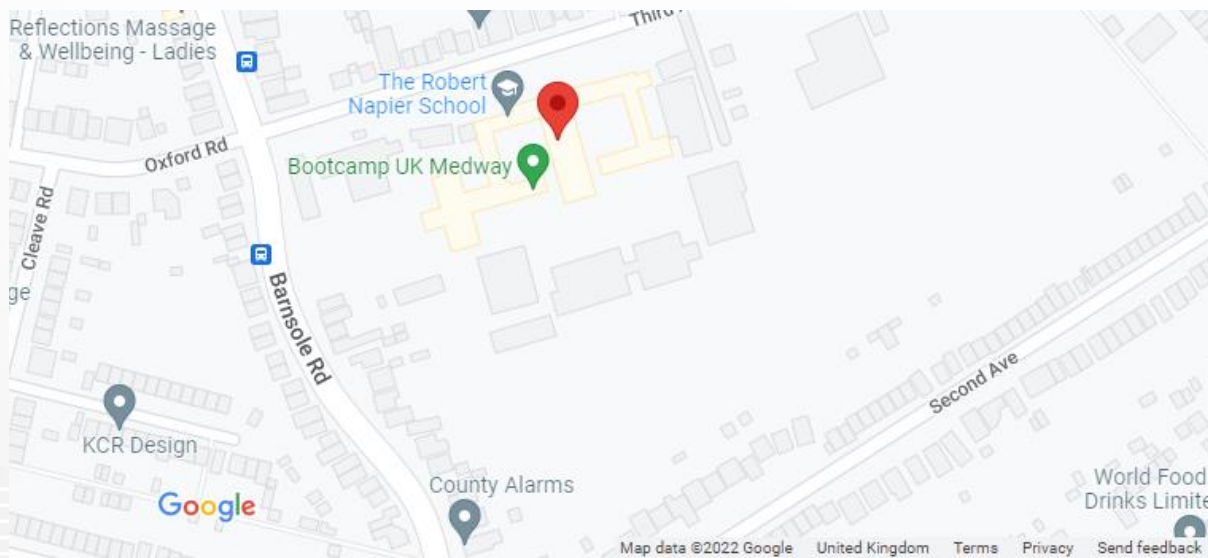 Reflections Massage
& Wellbeing - Ladies
Third
The Robert
Napier School
Oxford Rd
Bootcamp UK Medway
Cleave Rd
ge
Barnsole Rd
Second Ave
KCR Design
County Alarms
World Food
Drinks Limite
Google
Map data ©2022 Google United Kingdom Terms Privacy Send feedback